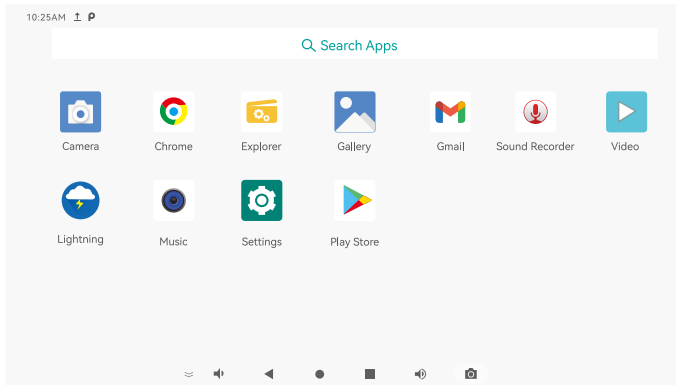 10:25AM
Search Apps
Camera Chrome Explorer Gallery Gmail Sound Recorder Video
Lightning Music Settings Play Store